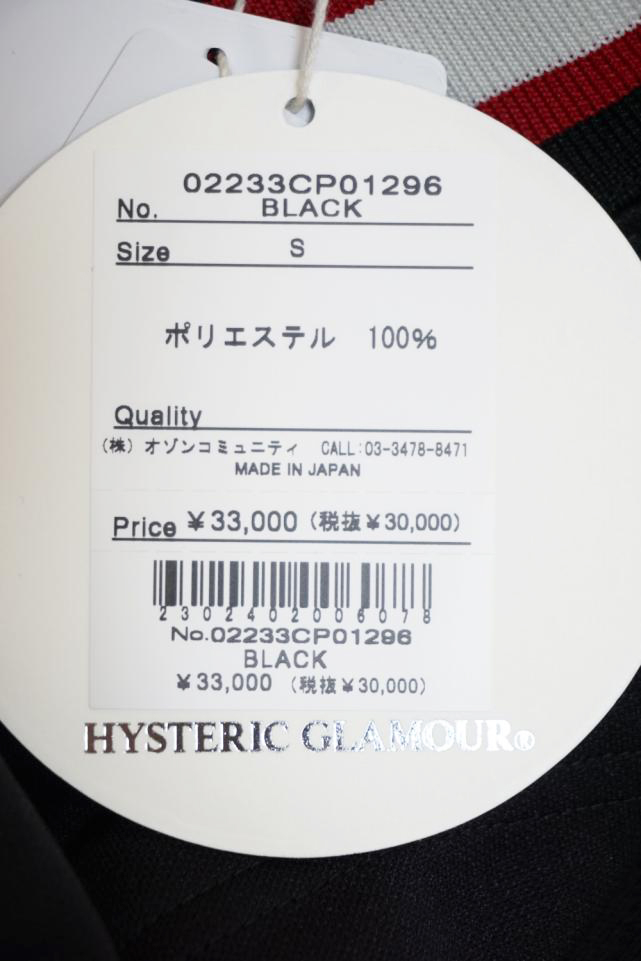 02233CP01296
No. BLACK
Size S
ポリエステル 100%
Quality
(株) オゾンコミュニティ CALL:03-3478-8471
MADE IN JAPAN
Price ¥33,000 (税抜¥30,000)
2302402006078
No.02233CP01296
BLACK
¥33,000 (税抜¥30,000)
HYSTERIC GLAMOUR®